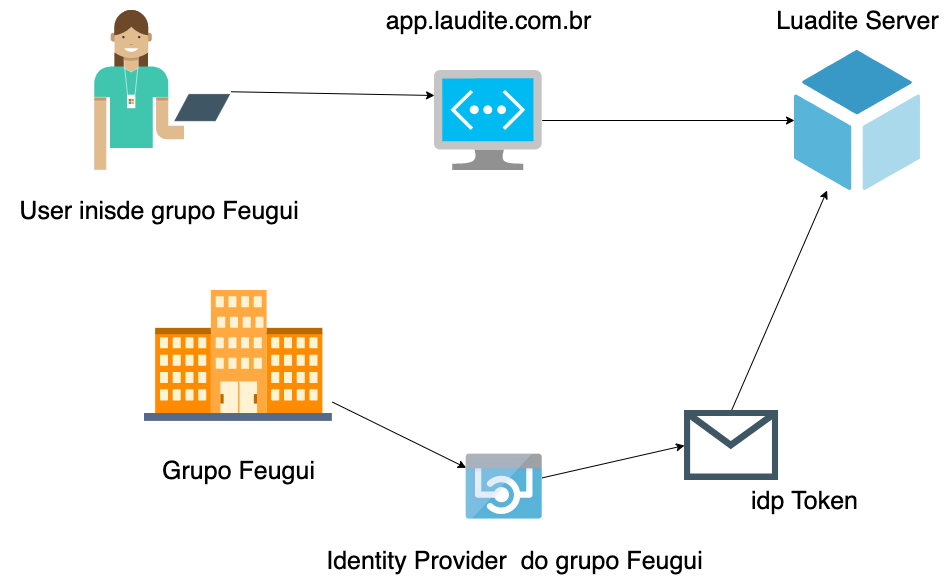 app.laudite.com.br
Luadite Server
User inisde grupo Feugui
Grupo Feugui
idp Token
Identity Provider  do grupo Feugui